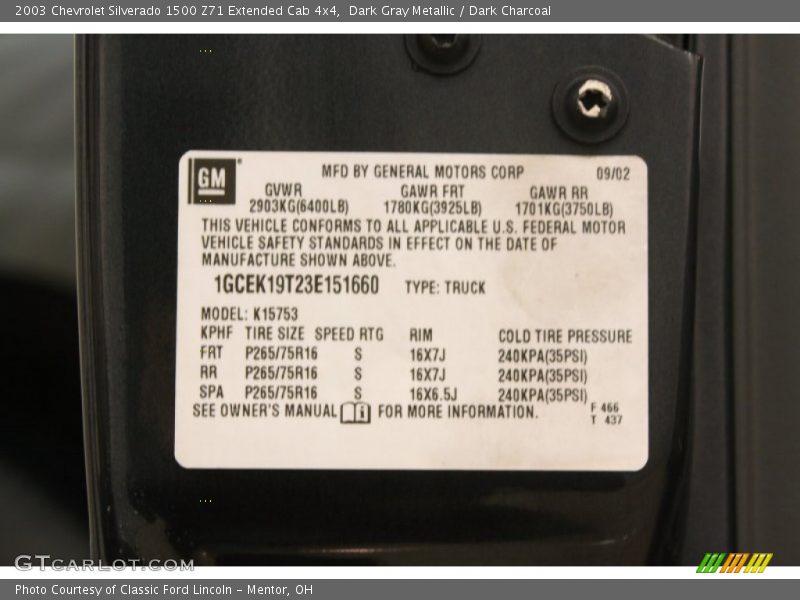 2003 Chevrolet Silverado 1500 Z71 Extended Cab 4x4,  Dark Gray Metallic / Dark Charcoal
GM
MFD BY GENERAL MOTORS CORP 09/02
GVWR GAWR FRT GAWR RR
2903KG(6400LB) 1780KG(3925LB) 1701KG(3750LB)
THIS VEHICLE CONFORMS TO ALL APPLICABLE U.S. FEDERAL MOTOR
VEHICLE SAFETY STANDARDS IN EFFECT ON THE DATE OF
MANUFACTURE SHOWN ABOVE.
1GCEK19T23E151660 TYPE: TRUCK
MODEL: K15753
KPHF TIRE SIZE SPEED RTG RIM COLD TIRE PRESSURE
FRT P265/75R16 S 16X7J 240KPA(35PSI)
RR P265/75R16 S 16X7J 240KPA(35PSI)
SPA P265/75R16 S 16X6.5J 240KPA(35PSI)
SEE OWNER'S MANUAL FOR MORE INFORMATION.
F 466
T 437
GTCARLOT.COM
Photo Courtesy of Classic Ford Lincoln - Mentor, OH